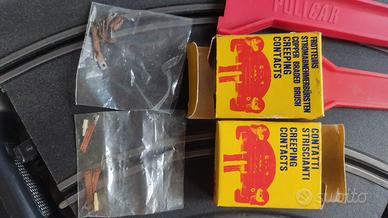 POLICAR
FROTTEURS
STROMABNEHMERBÜRSTEN
COPPER BRAIDED BRUSH
CREEPING
CONTACTS
CONTATTI
STRISCIANTI
CREEPING
CONTACTS
subito